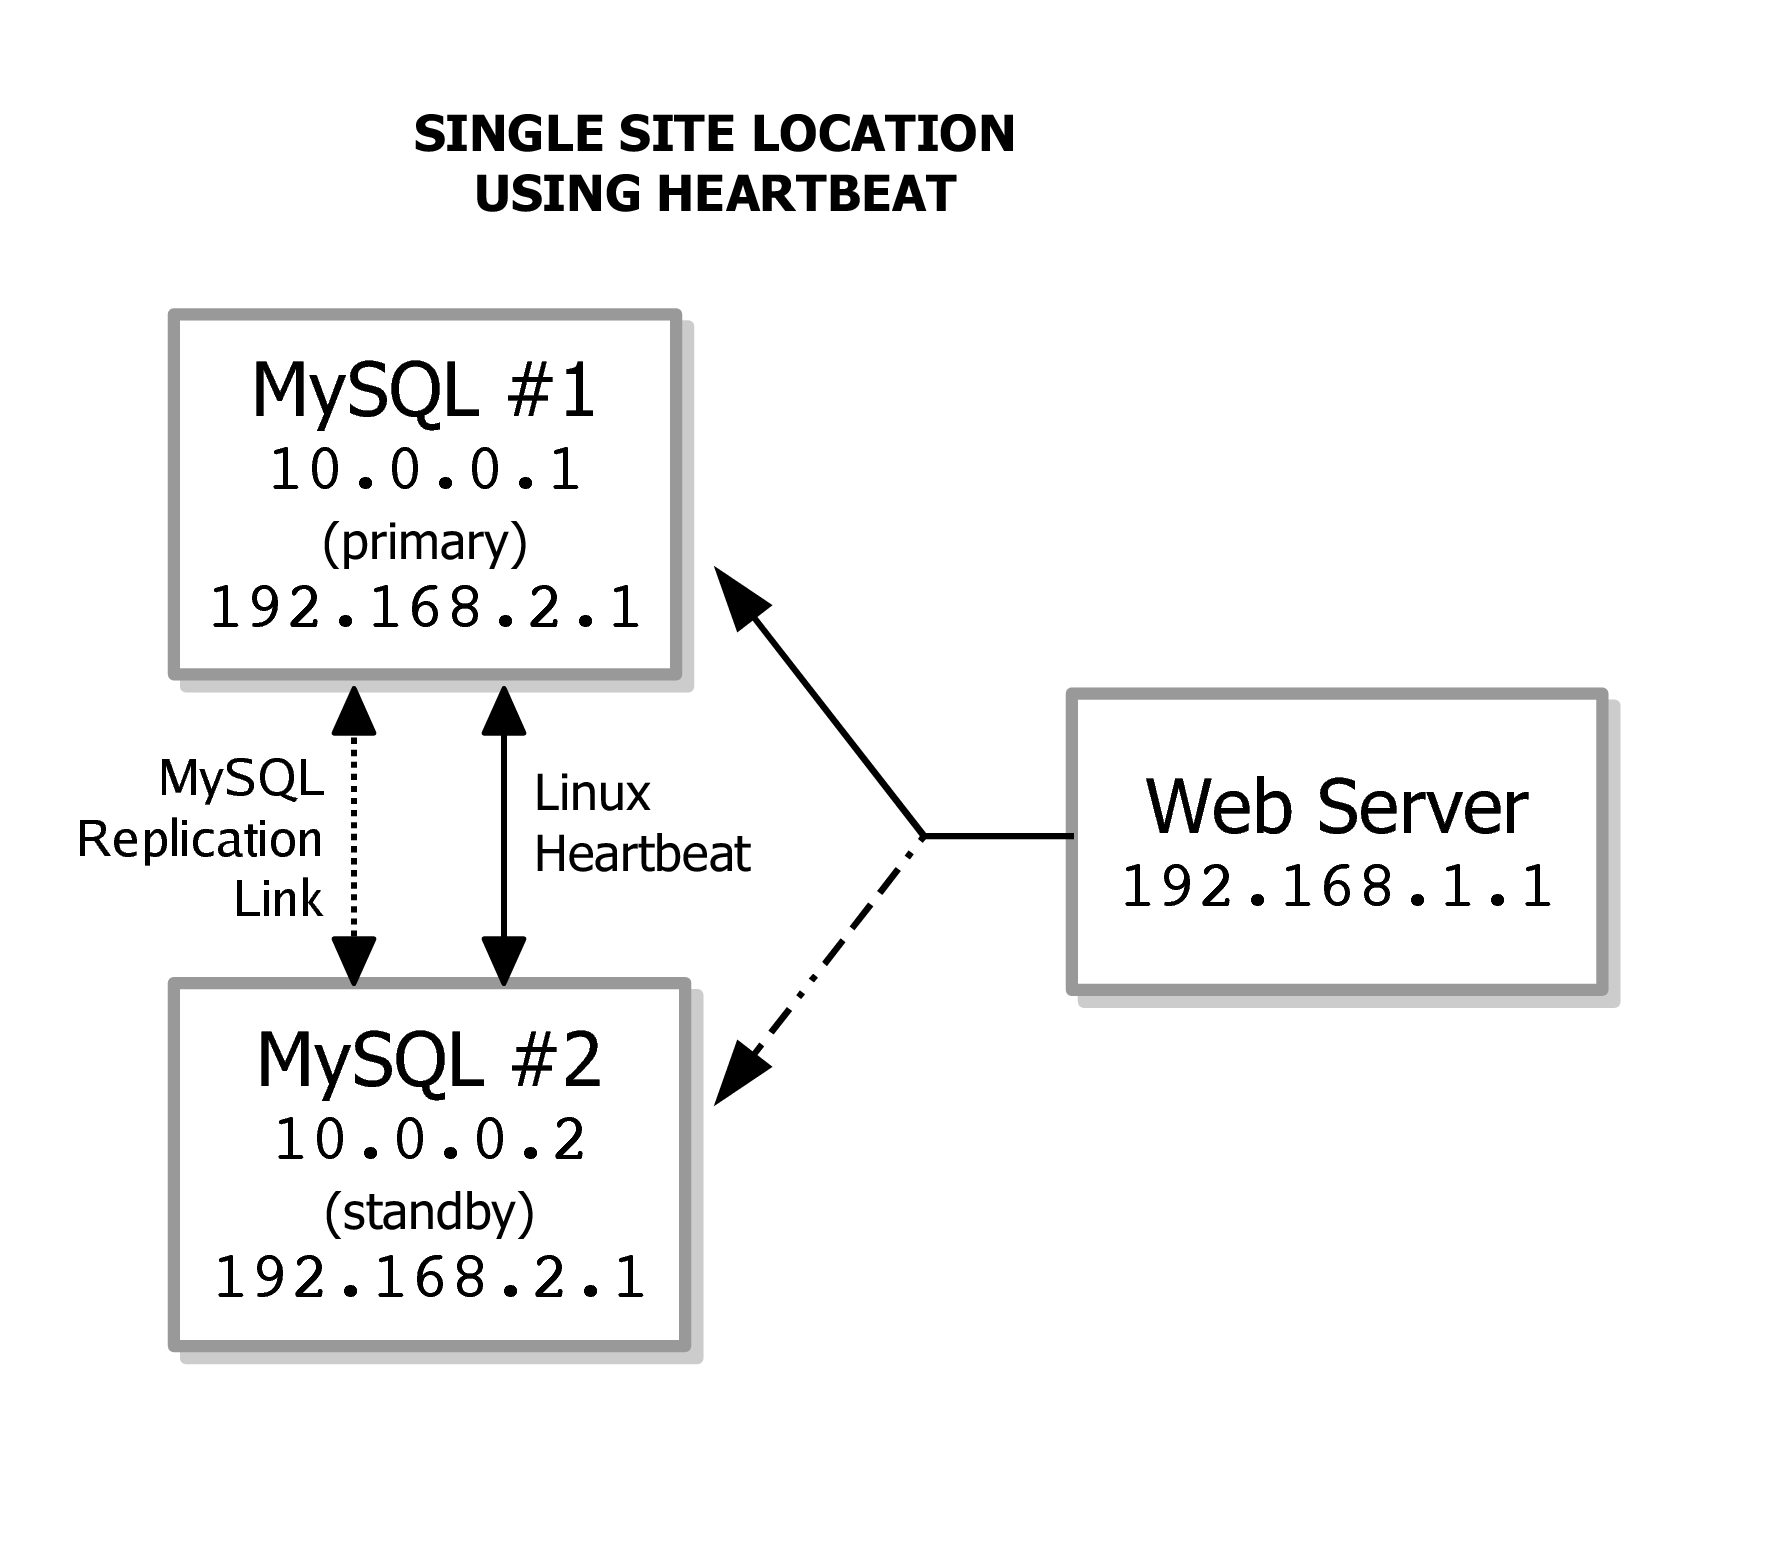 SINGLE SITE LOCATION
USING HEARTBEAT
MySQL #1
10.0.0.1
(primary)
192.168.2.1
MySQL
Replication
Link
Linux
Heartbeat
Web Server
192.168.1.1
MySQL #2
10.0.0.2
(standby)
192.168.2.1